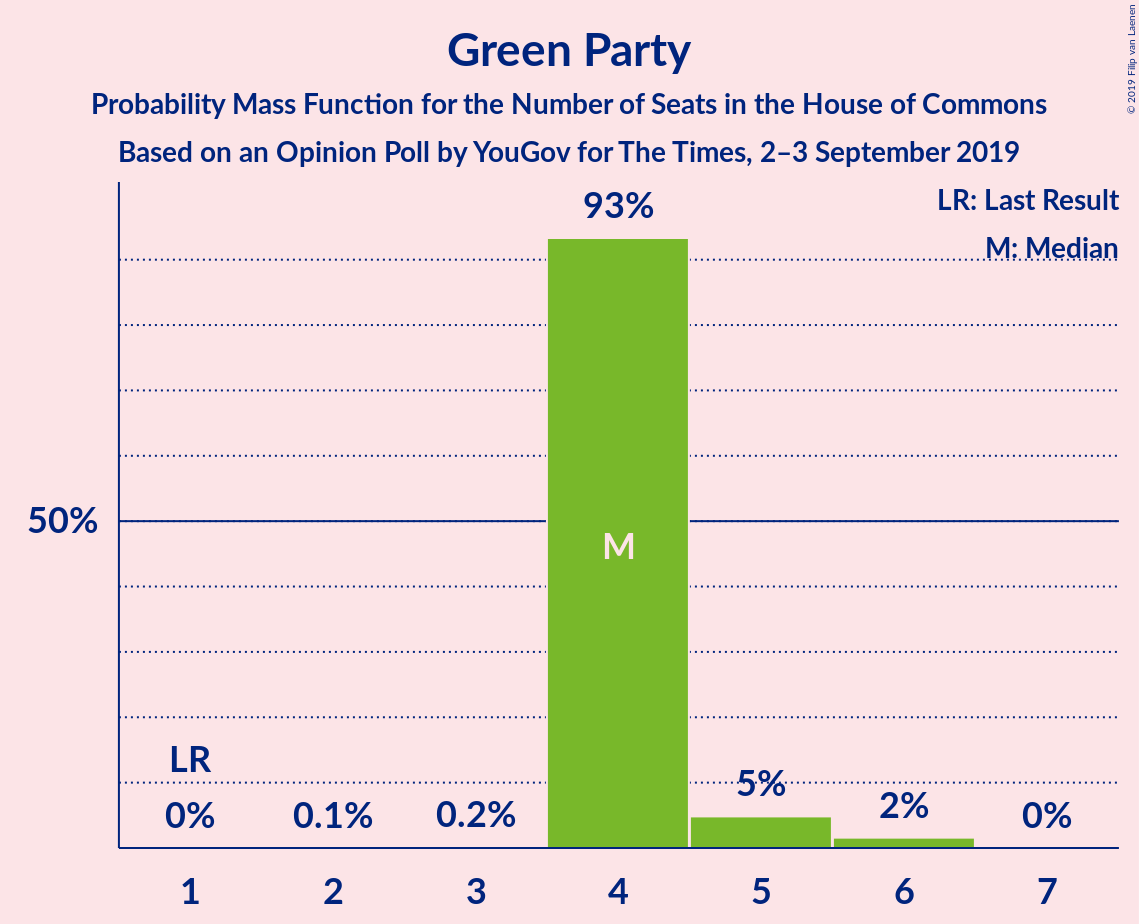 Green Party
Probability Mass Function for the Number of Seats in the House of Commons
Based on an Opinion Poll by YouGov for The Times, 2–3 September 2019
© 2019 Filip van Laenen
LR: Last Result
M: Median
93%
50%
M
LR
0%
0.1%
0.2%
5%
2%
0%
1 2 3 4 5 6 7